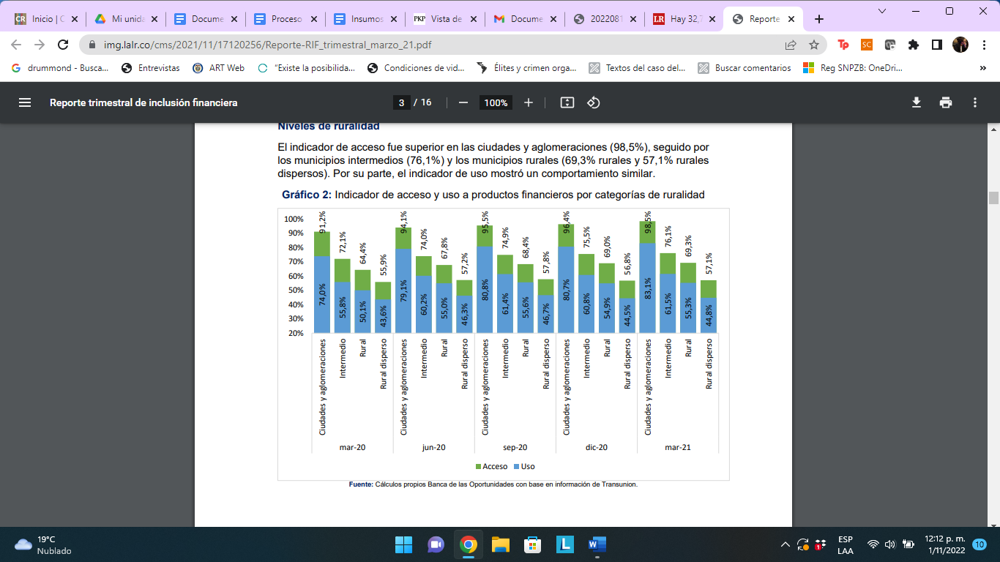 Inicio | C
Mi unida
Docume
Proceso
Insumos
PKP Vista de
Docume
2022081
LR Hay 32,7
Reporte
img.lalr.co/cms/2021/11/17120256/Reporte-RIF_trimestral_marzo_21.pdf
drummond - Busca...
Entrevistas
ART Web
"Existe la posibilida...
Condiciones de vid...
Élites y crimen orga...
Textos del caso del...
Buscar comentarios
Reg SNPZB: OneDri...
»
Reporte trimestral de inclusión financiera
3 / 16
100%
Niveles de ruralidad
El indicador de acceso fue superior en las ciudades y aglomeraciones (98,5%), seguido por
los municipios intermedios (76,1%) y los municipios rurales (69,3% rurales y 57,1% rurales
dispersos). Por su parte, el indicador de uso mostró un comportamiento similar.
Gráfico 2: Indicador de acceso y uso a productos financieros por categorías de ruralidad
100%
90%
80%
70%
60%
50%
40%
30%
20%
91,2%
72,1%
64,4%
55,9%
94,1%
74,0%
67,8%
57,2%
95,5%
74,9%
68,4%
57,8%
96,4%
75,5%
69,0%
56,8%
98,5%
76,1%
69,3%
57,1%
74,0%
55,8%
50,1%
43,6%
79,1%
60,2%
55,0%
46,3%
80,8%
61,4%
55,6%
46,7%
80,7%
60,8%
54,9%
44,5%
83,1%
61,5%
55,3%
44,8%
Ciudades y aglomeraciones
Intermedio
Rural
Rural disperso
Ciudades y aglomeraciones
Intermedio
Rural
Rural disperso
Ciudades y aglomeraciones
Intermedio
Rural
Rural disperso
Ciudades y aglomeraciones
Intermedio
Rural
Rural disperso
Ciudades y aglomeraciones
Intermedio
Rural
Rural disperso
mar-20
jun-20
sep-20
dic-20
mar-21
Acceso Uso
Fuente: Cálculos propios Banca de las Oportunidades con base en información de Transunion.
19°C
Nublado
ESP
LAA
12:12 p. m.
1/11/2022
10